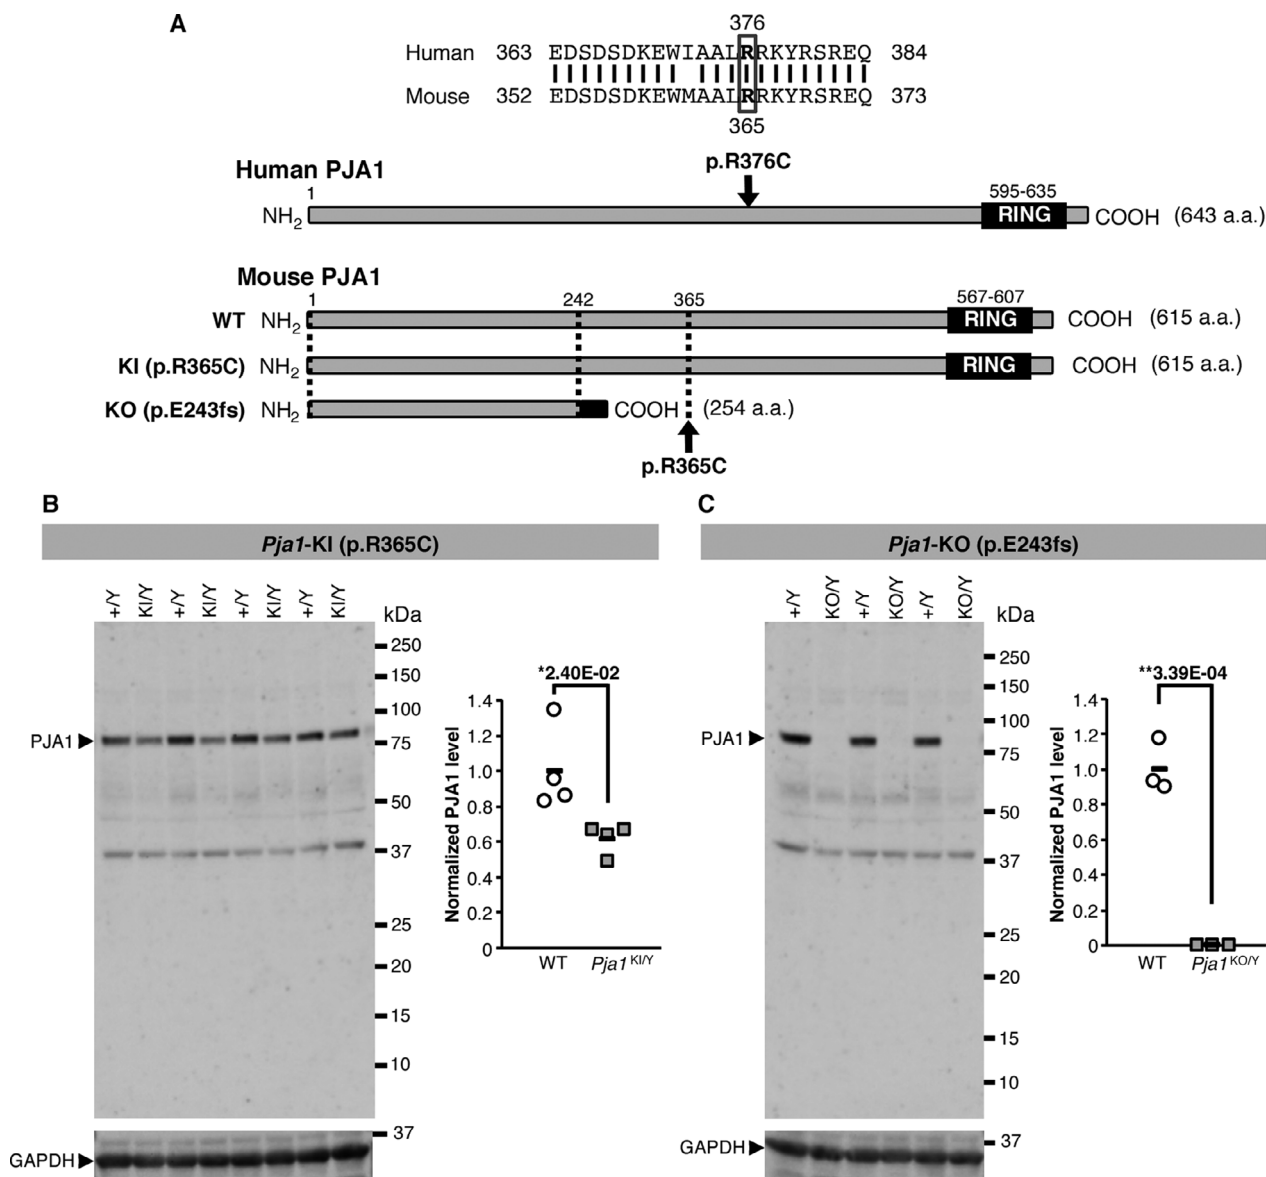 A
376
Human 363 EDSDSDKEWIAALRRKYRSREQ 384
Mouse 352 EDSDSDKEWMAALRRKYRSREQ 373
365
p.R376C
Human PJA1
1
595-635
NH2 RING COOH (643 a.a.)
Mouse PJA1
1 242 365 567-607
WT NH2 RING COOH (615 a.a.)
KI (p.R365C) NH2 RING COOH (615 a.a.)
KO (p.E243fs) NH2 COOH (254 a.a.)
p.R365C
B
Pja1-KI (p.R365C)
+/Y KI/Y +/Y KI/Y +/Y KI/Y +/Y KI/Y
kDa
250
150
100
75
50
37
25
20
15
10
PJA1
37
GAPDH
*2.40E-02
Normalized PJA1 level
1.4
1.2
1.0
0.8
0.6
0.4
0.2
0
WT Pja1KI/Y
C
Pja1-KO (p.E243fs)
+/Y KO/Y +/Y KO/Y +/Y KO/Y
kDa
250
150
100
75
50
37
25
20
15
10
PJA1
37
GAPDH
**3.39E-04
Normalized PJA1 level
1.4
1.2
1.0
0.8
0.6
0.4
0.2
0
WT Pja1KO/Y